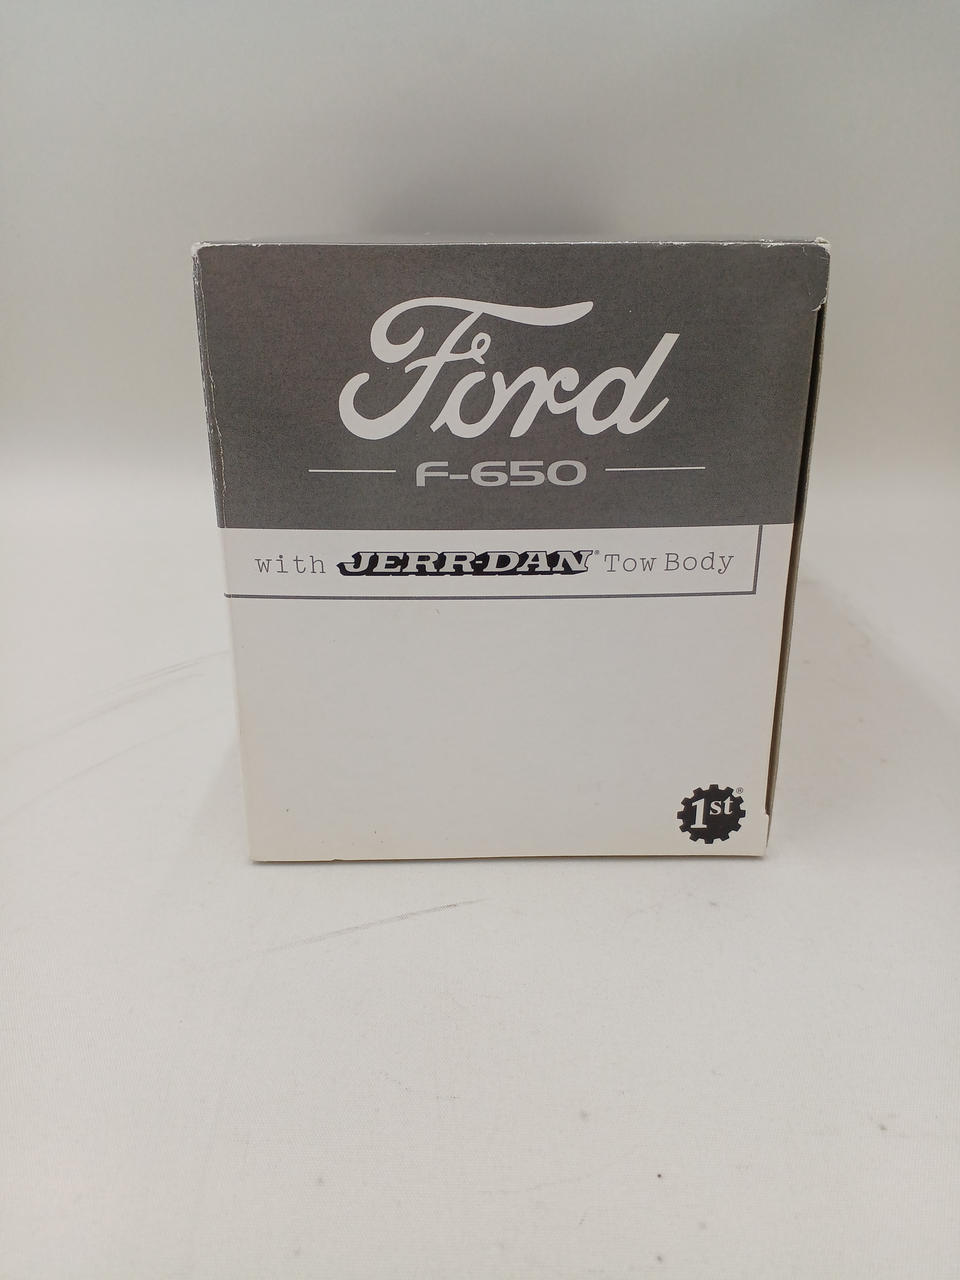 Ford
F-650
with JERR-DAN® Tow Body
1st®